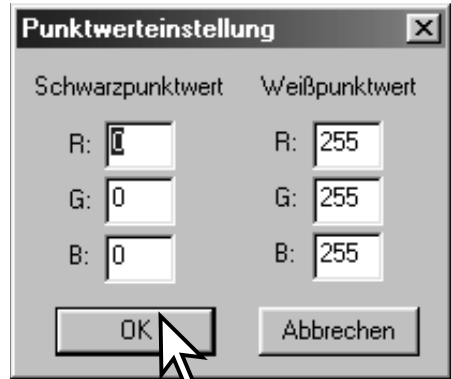 Punktwerteinstellung
Schwarzpunktwert Weißpunktwert
R: 0 R: 255
G: 0 G: 255
B: 0 B: 255
OK Abbrechen